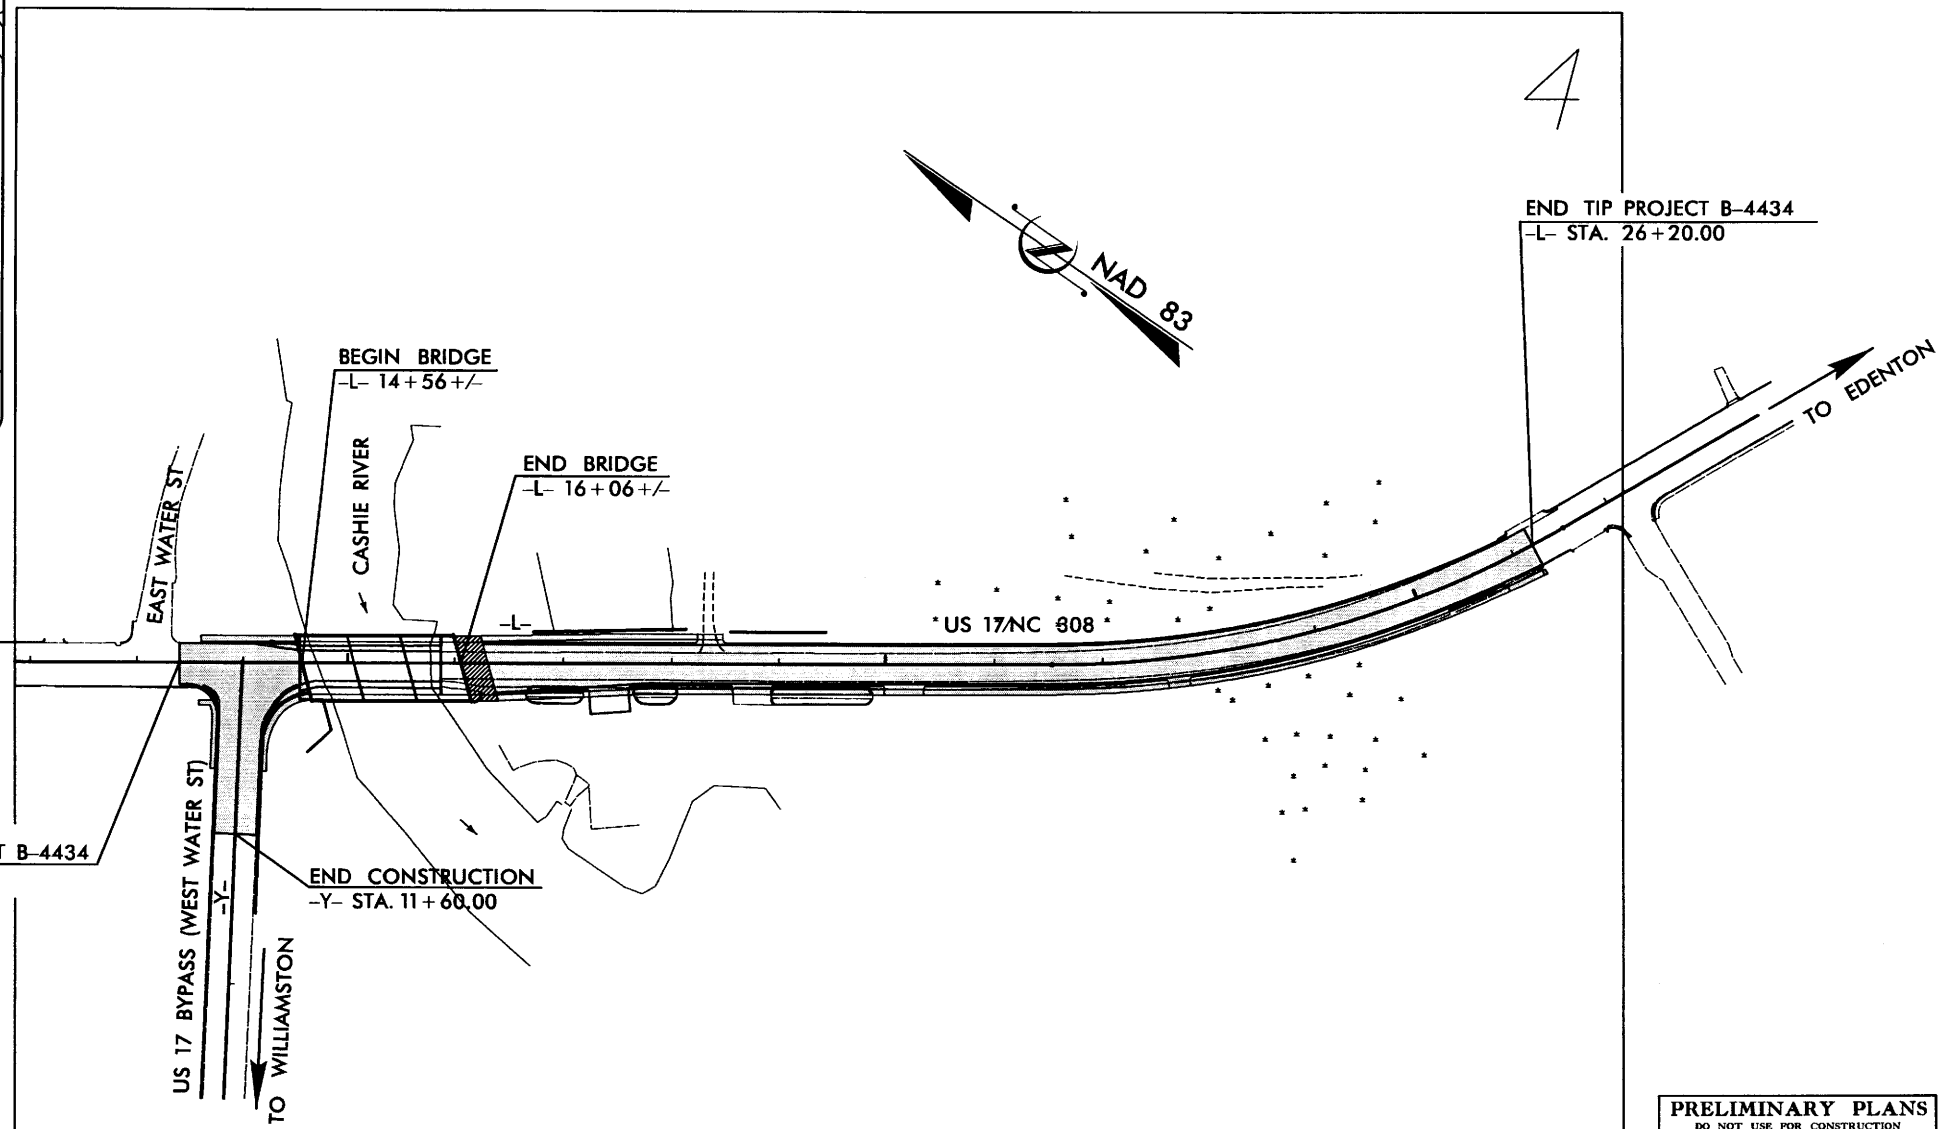 4
END TIP PROJECT B-4434
-L- STA. 26+20.00
NAD 83
BEGIN BRIDGE
-L- 14+56 +/-
TO EDENTON
CASHIE RIVER
END BRIDGE
-L- 16+06 +/-
EAST WATER ST
-L-
US 17/NC 308
T B-4434
END CONSTRUCTION
-Y- STA. 11+60.00
US 17 BYPASS (WEST WATER ST)
-Y-
TO WILLIAMSTON
PRELIMINARY PLANS
DO NOT USE FOR CONSTRUCTION